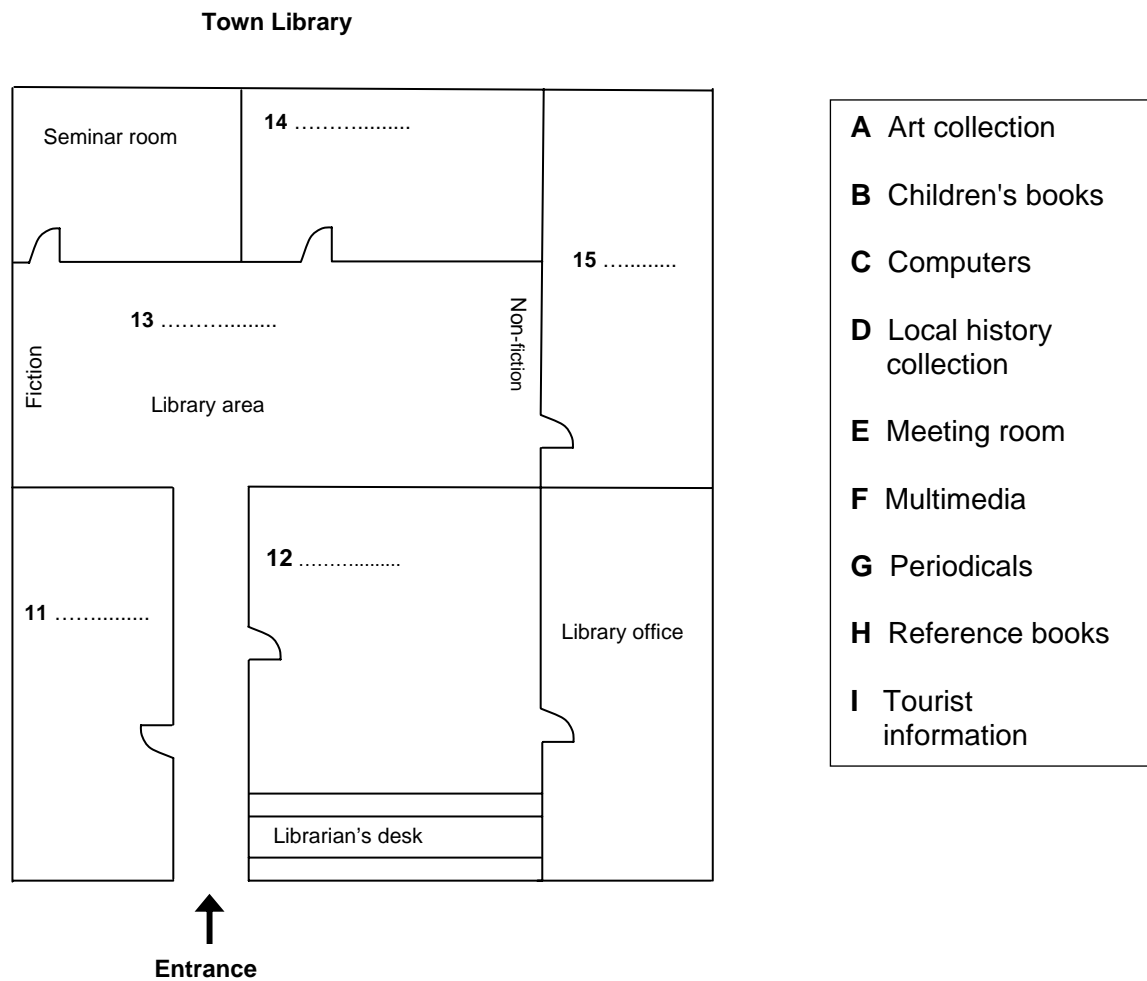 Town Library
Seminar room
14 ……….........
15 ….........
13 ………..........
Fiction
Non-fiction
Library area
12 ……….........
11 ……..........
Library office
Librarian’s desk
Entrance
A Art collection
B Children's books
C Computers
D Local history
collection
E Meeting room
F Multimedia
G Periodicals
H Reference books
I Tourist
information